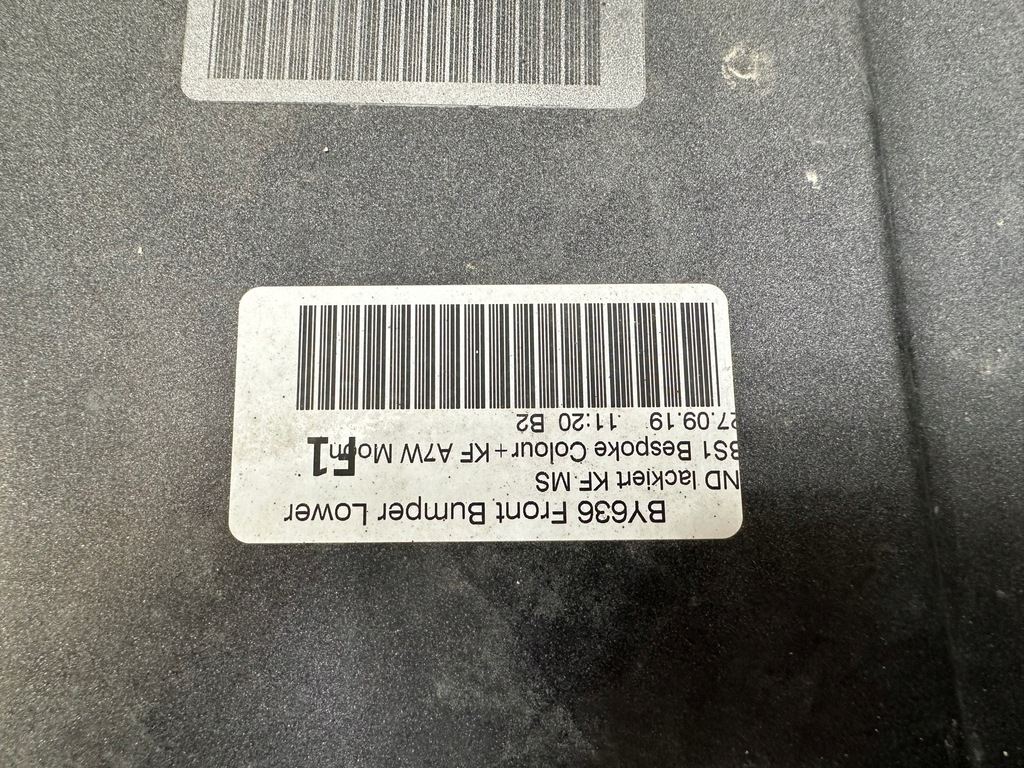 BY636 Front Bumper Lower
ND lackiert KF MS
BS1 Bespoke Colour+KF A7W Moon
F1
27.09.19 11:20 B2